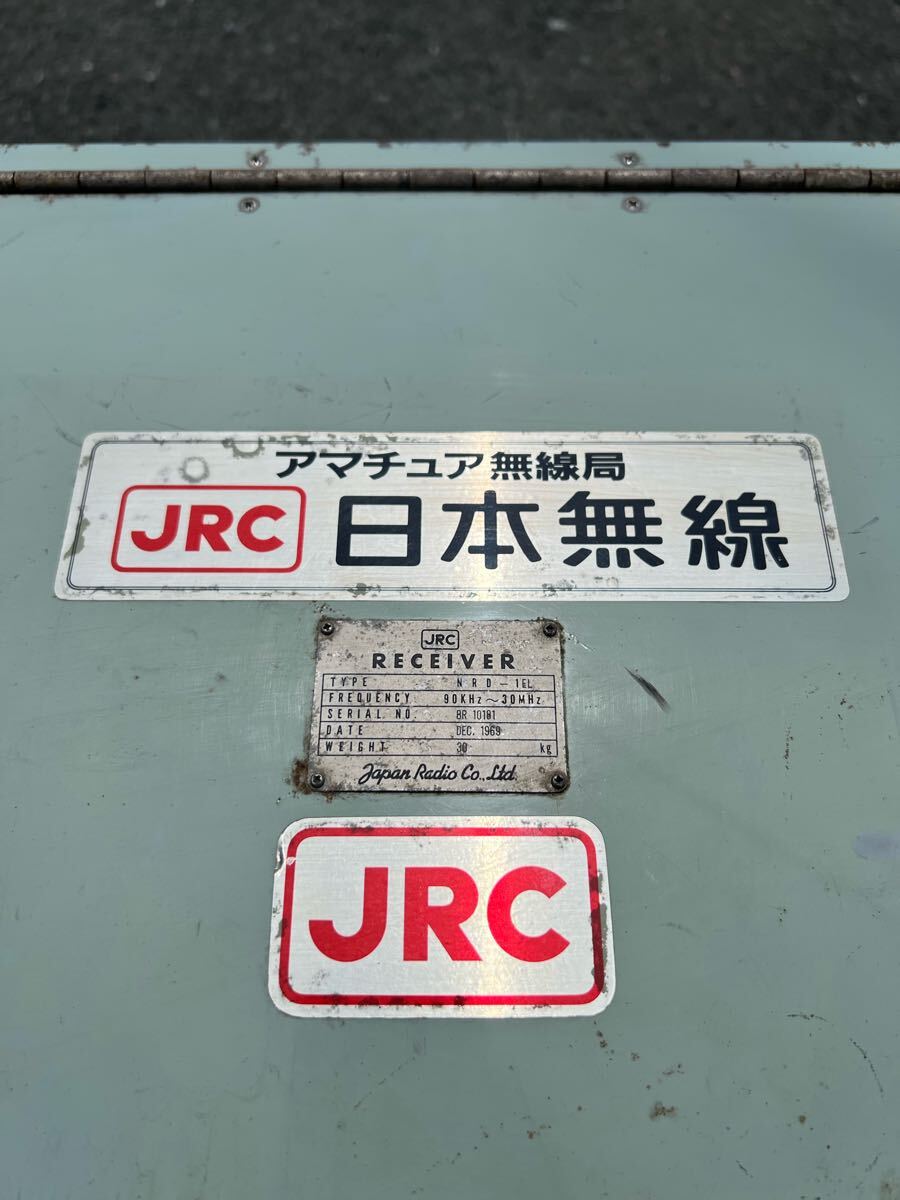 アマチュア無線局
JRC 日本無線
JRC
RECEIVER
TYPE NRD-1EL
FREQUENCY 90KHz~30MHz
SERIAL NO. BR 10181
DATE DEC. 1969
WEIGHT 30 kg
Japan Radio Co., Ltd.
JRC